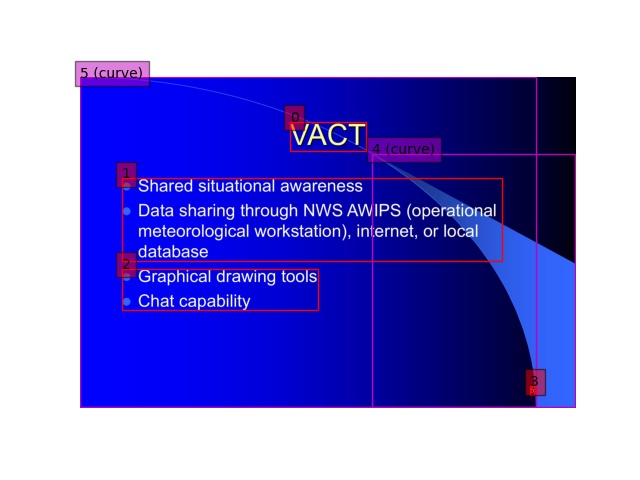 5 (curve)
0
VACT
4 (curve)
1
Shared situational awareness
Data sharing through NWS AWIPS (operational
meteorological workstation), internet, or local
database
2
Graphical drawing tools
Chat capability
3